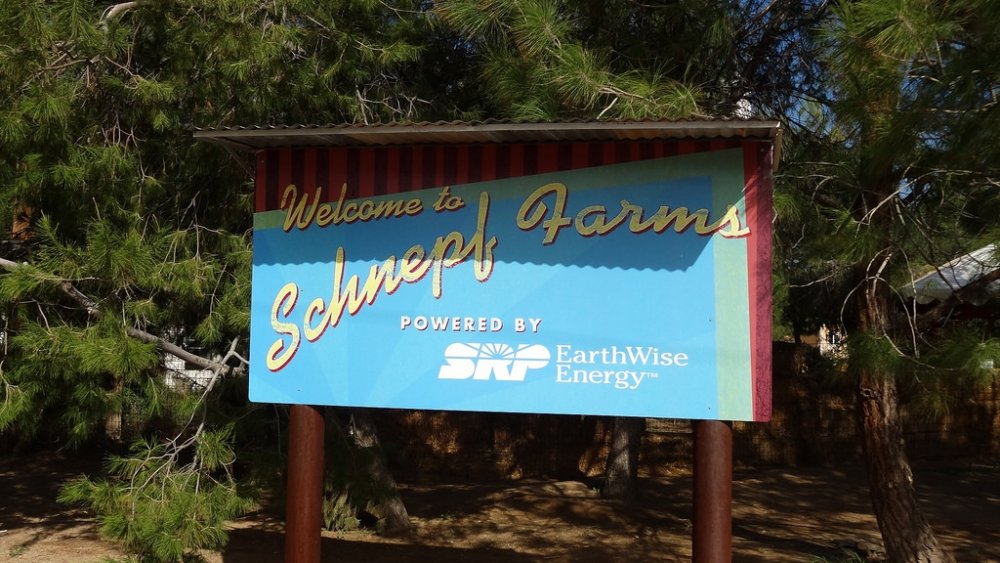 Welcome to
Schnepf Farms
POWERED BY
SRP EarthWise
Energy™